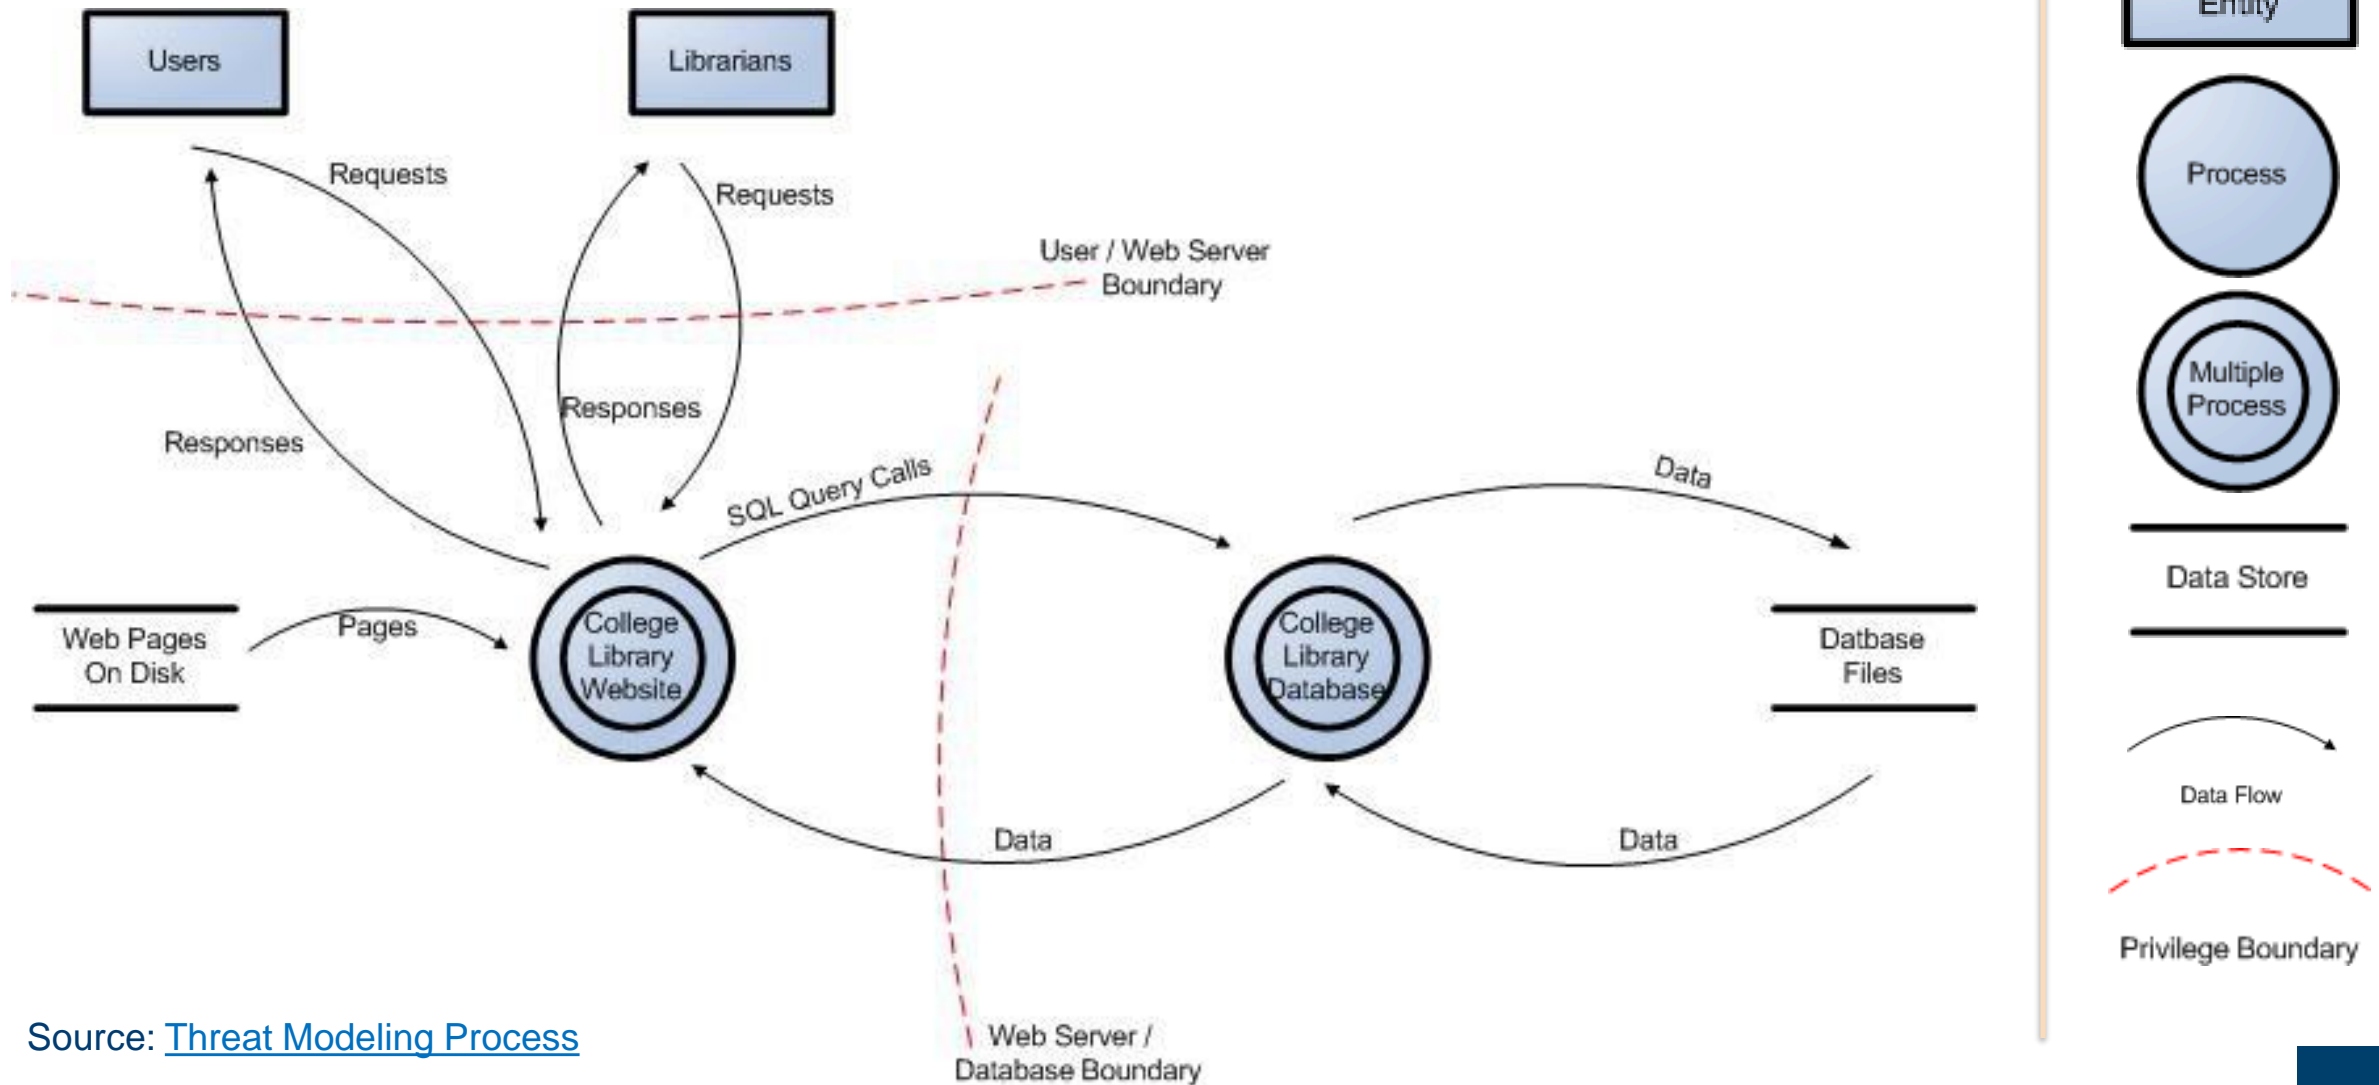 Users
Librarians
Requests
Requests
User / Web Server
Boundary
Responses
Responses
SQL Query Calls
Data
Web Pages
On Disk
Pages
College
Library
Website
College
Library
Database
Datbase
Files
Data
Data
Web Server /
Database Boundary
Source: Threat Modeling Process
Entity
Process
Multiple
Process
Data Store
Data Flow
Privilege Boundary